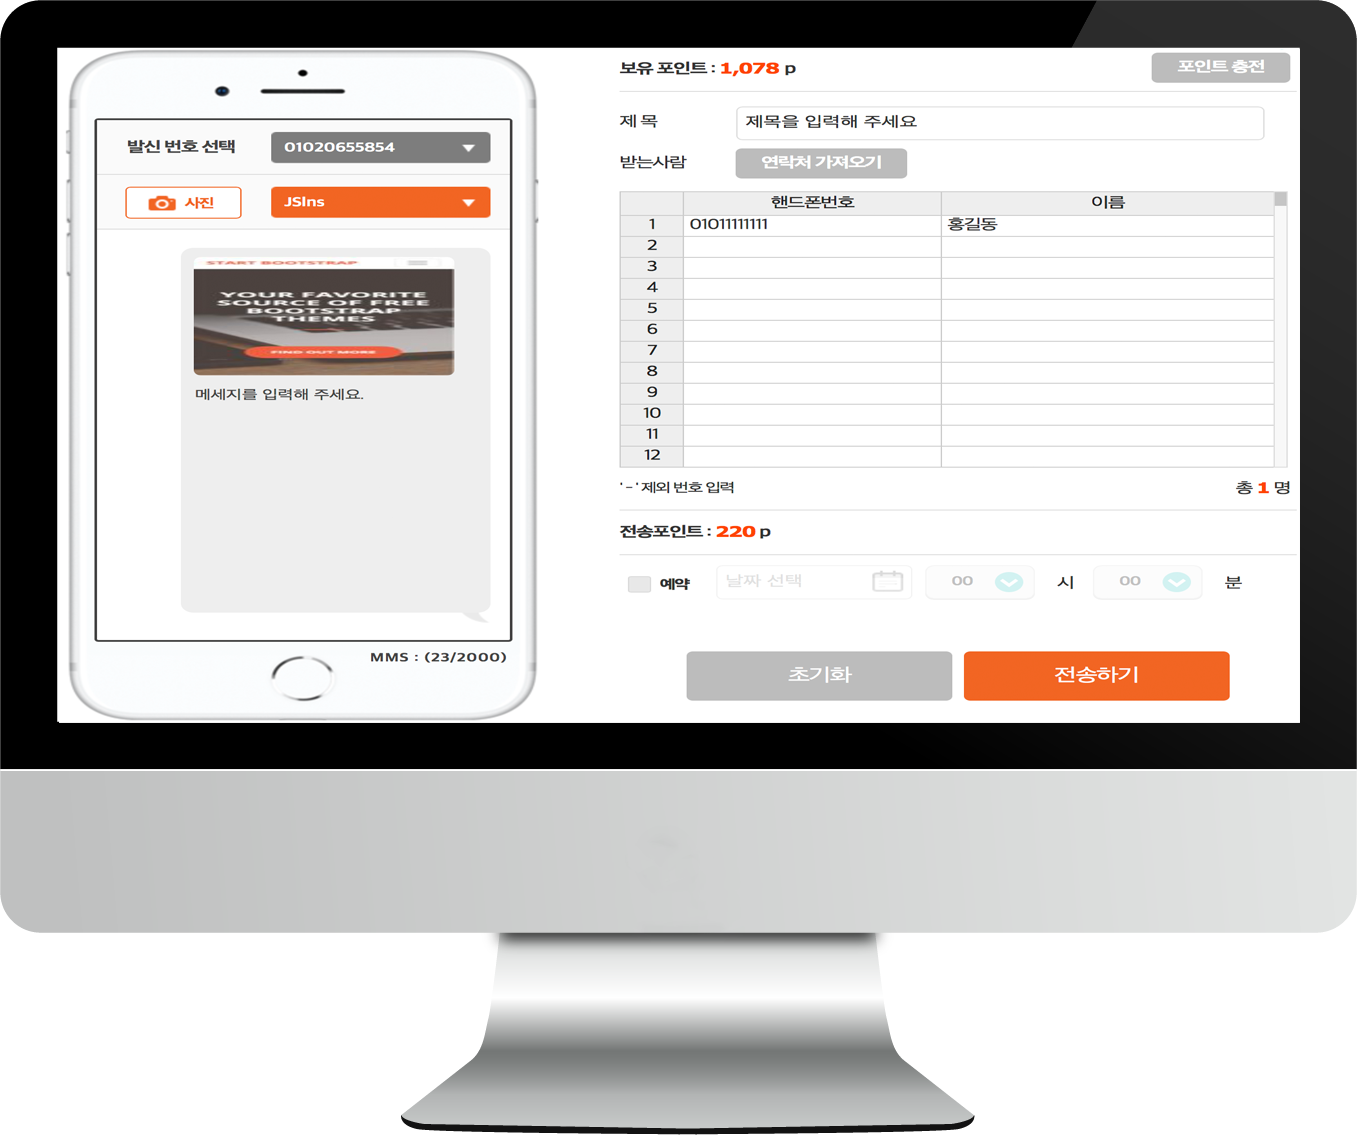 발신 번호 선택
01020655854
사진
JSIns
START BOOTSTRAP
YOUR FAVORITE
SOURCE OF FREE
BOOTSTRAP
THEMES
FIND OUT MORE
메세지를 입력해 주세요.
MMS : (23/2000)
보유 포인트 : 1,078 p
포인트 충전
제 목
제목을 입력해 주세요
받는사람
연락처 가져오기
핸드폰번호 이름
1 01011111111 홍길동
2
3
4
5
6
7
8
9
10
11
12
' - ' 제외 번호 입력
총 1 명
전송포인트 : 220 p
예약 날짜 선택 00 시 00 분
초기화
전송하기